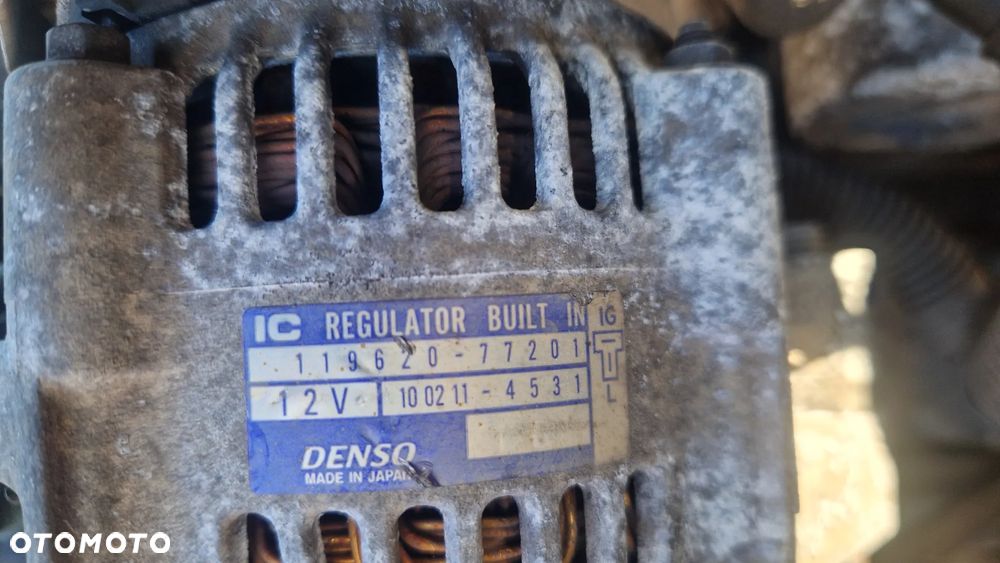 IC REGULATOR BUILT IN IG
119620-77201
12V 100211-4531 L
DENSO
MADE IN JAPAN
OTOMOTO